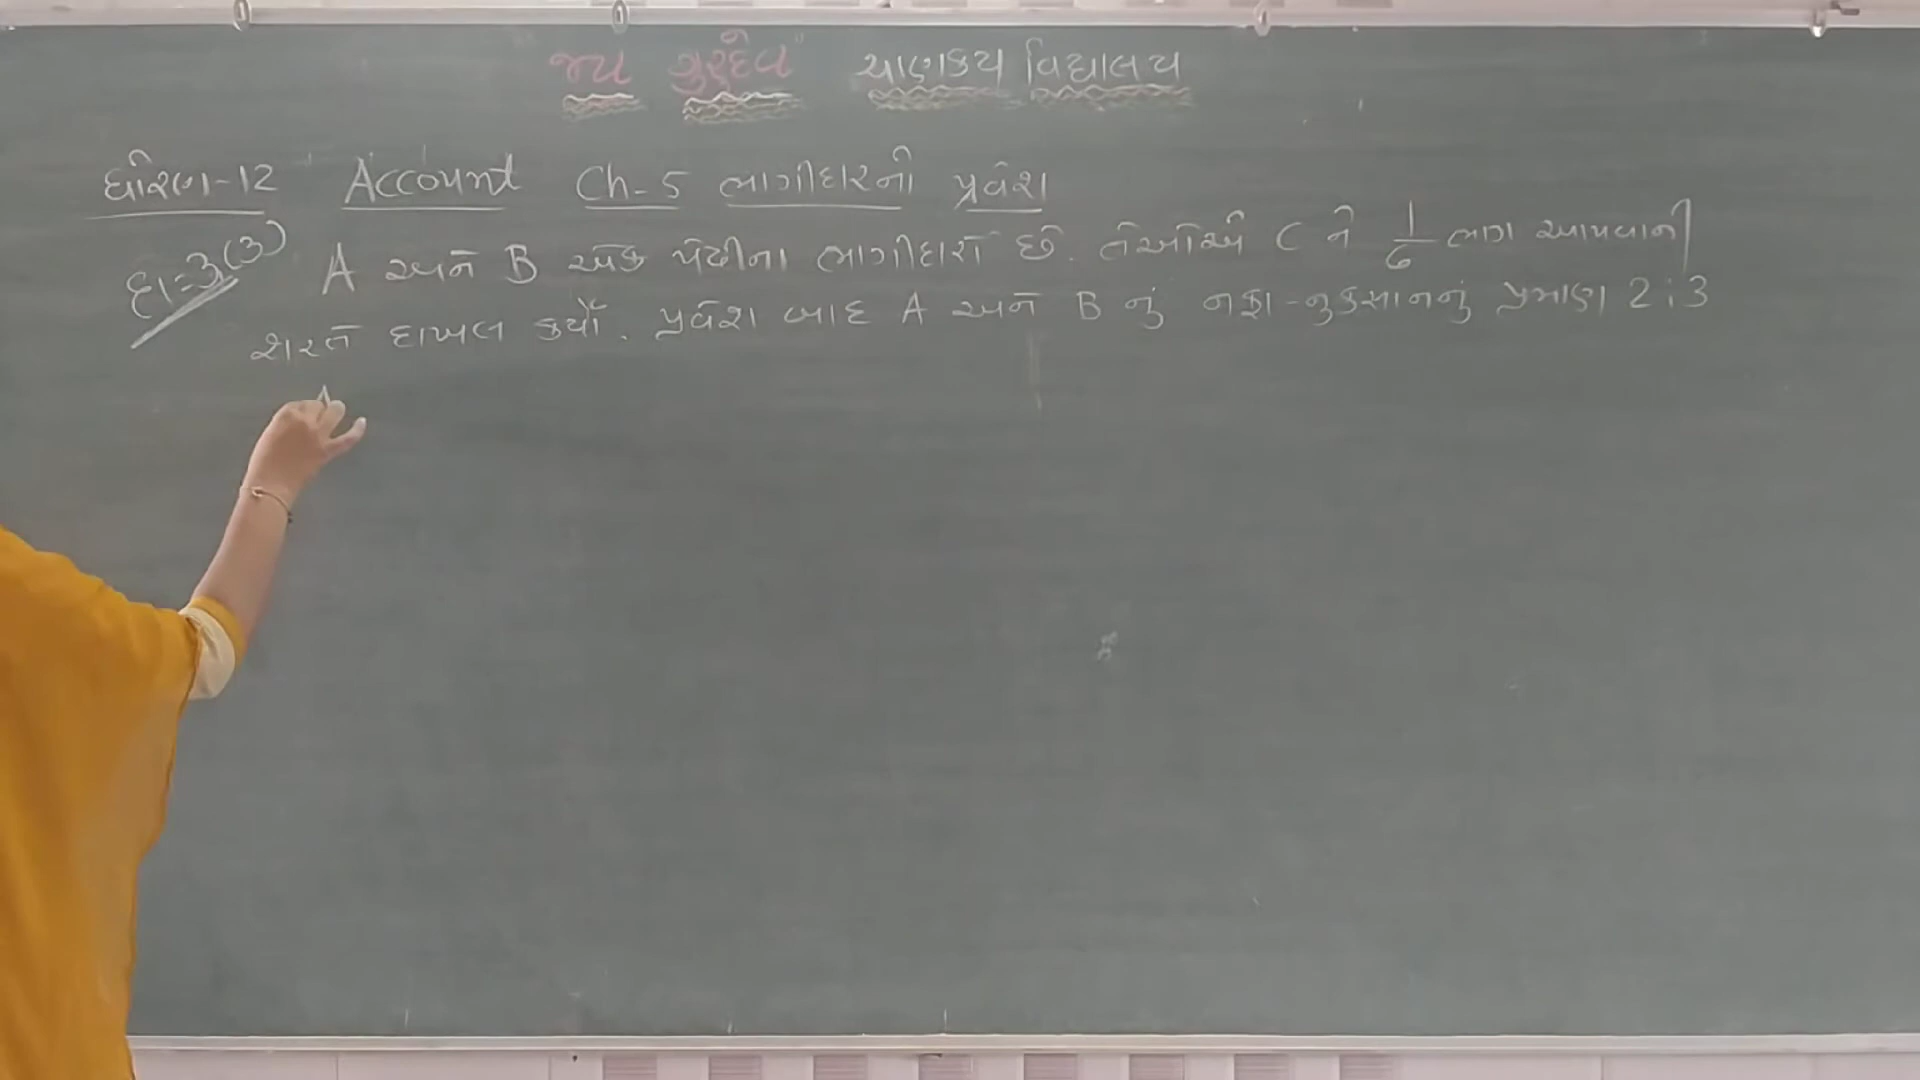 જય ગુરુદેવ" ચાણક્ય વિદ્યાલય
ધોરણ-12 Account Ch-5 ભાગીદારનો પ્રવેશ
દા=3(3) A અને B એક પેઢીના ભાગીદારો છે. તેઓએ C ને 1/6 ભાગ આપવાની
શરતે દાખલ કર્યો. પ્રવેશ બાદ A અને B નું નફા-નુકસાનનું પ્રમાણ 2:3